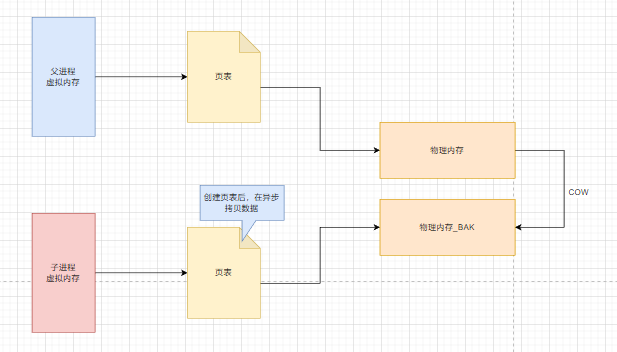 父进程
虚拟内存
页表
物理内存
COW
创建页表后，在异步
拷贝数据
物理内存_BAK
子进程
虚拟内存
页表